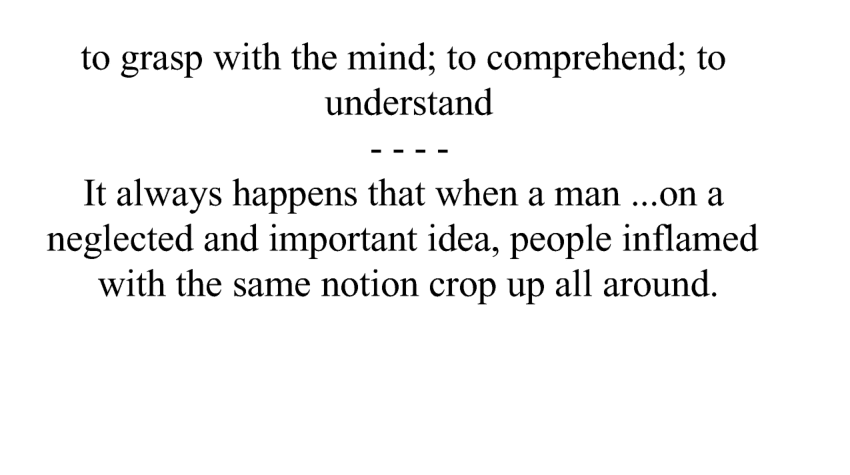 to grasp with the mind; to comprehend; to
understand
- - - -
It always happens that when a man ...on a
neglected and important idea, people inflamed
with the same notion crop up all around.